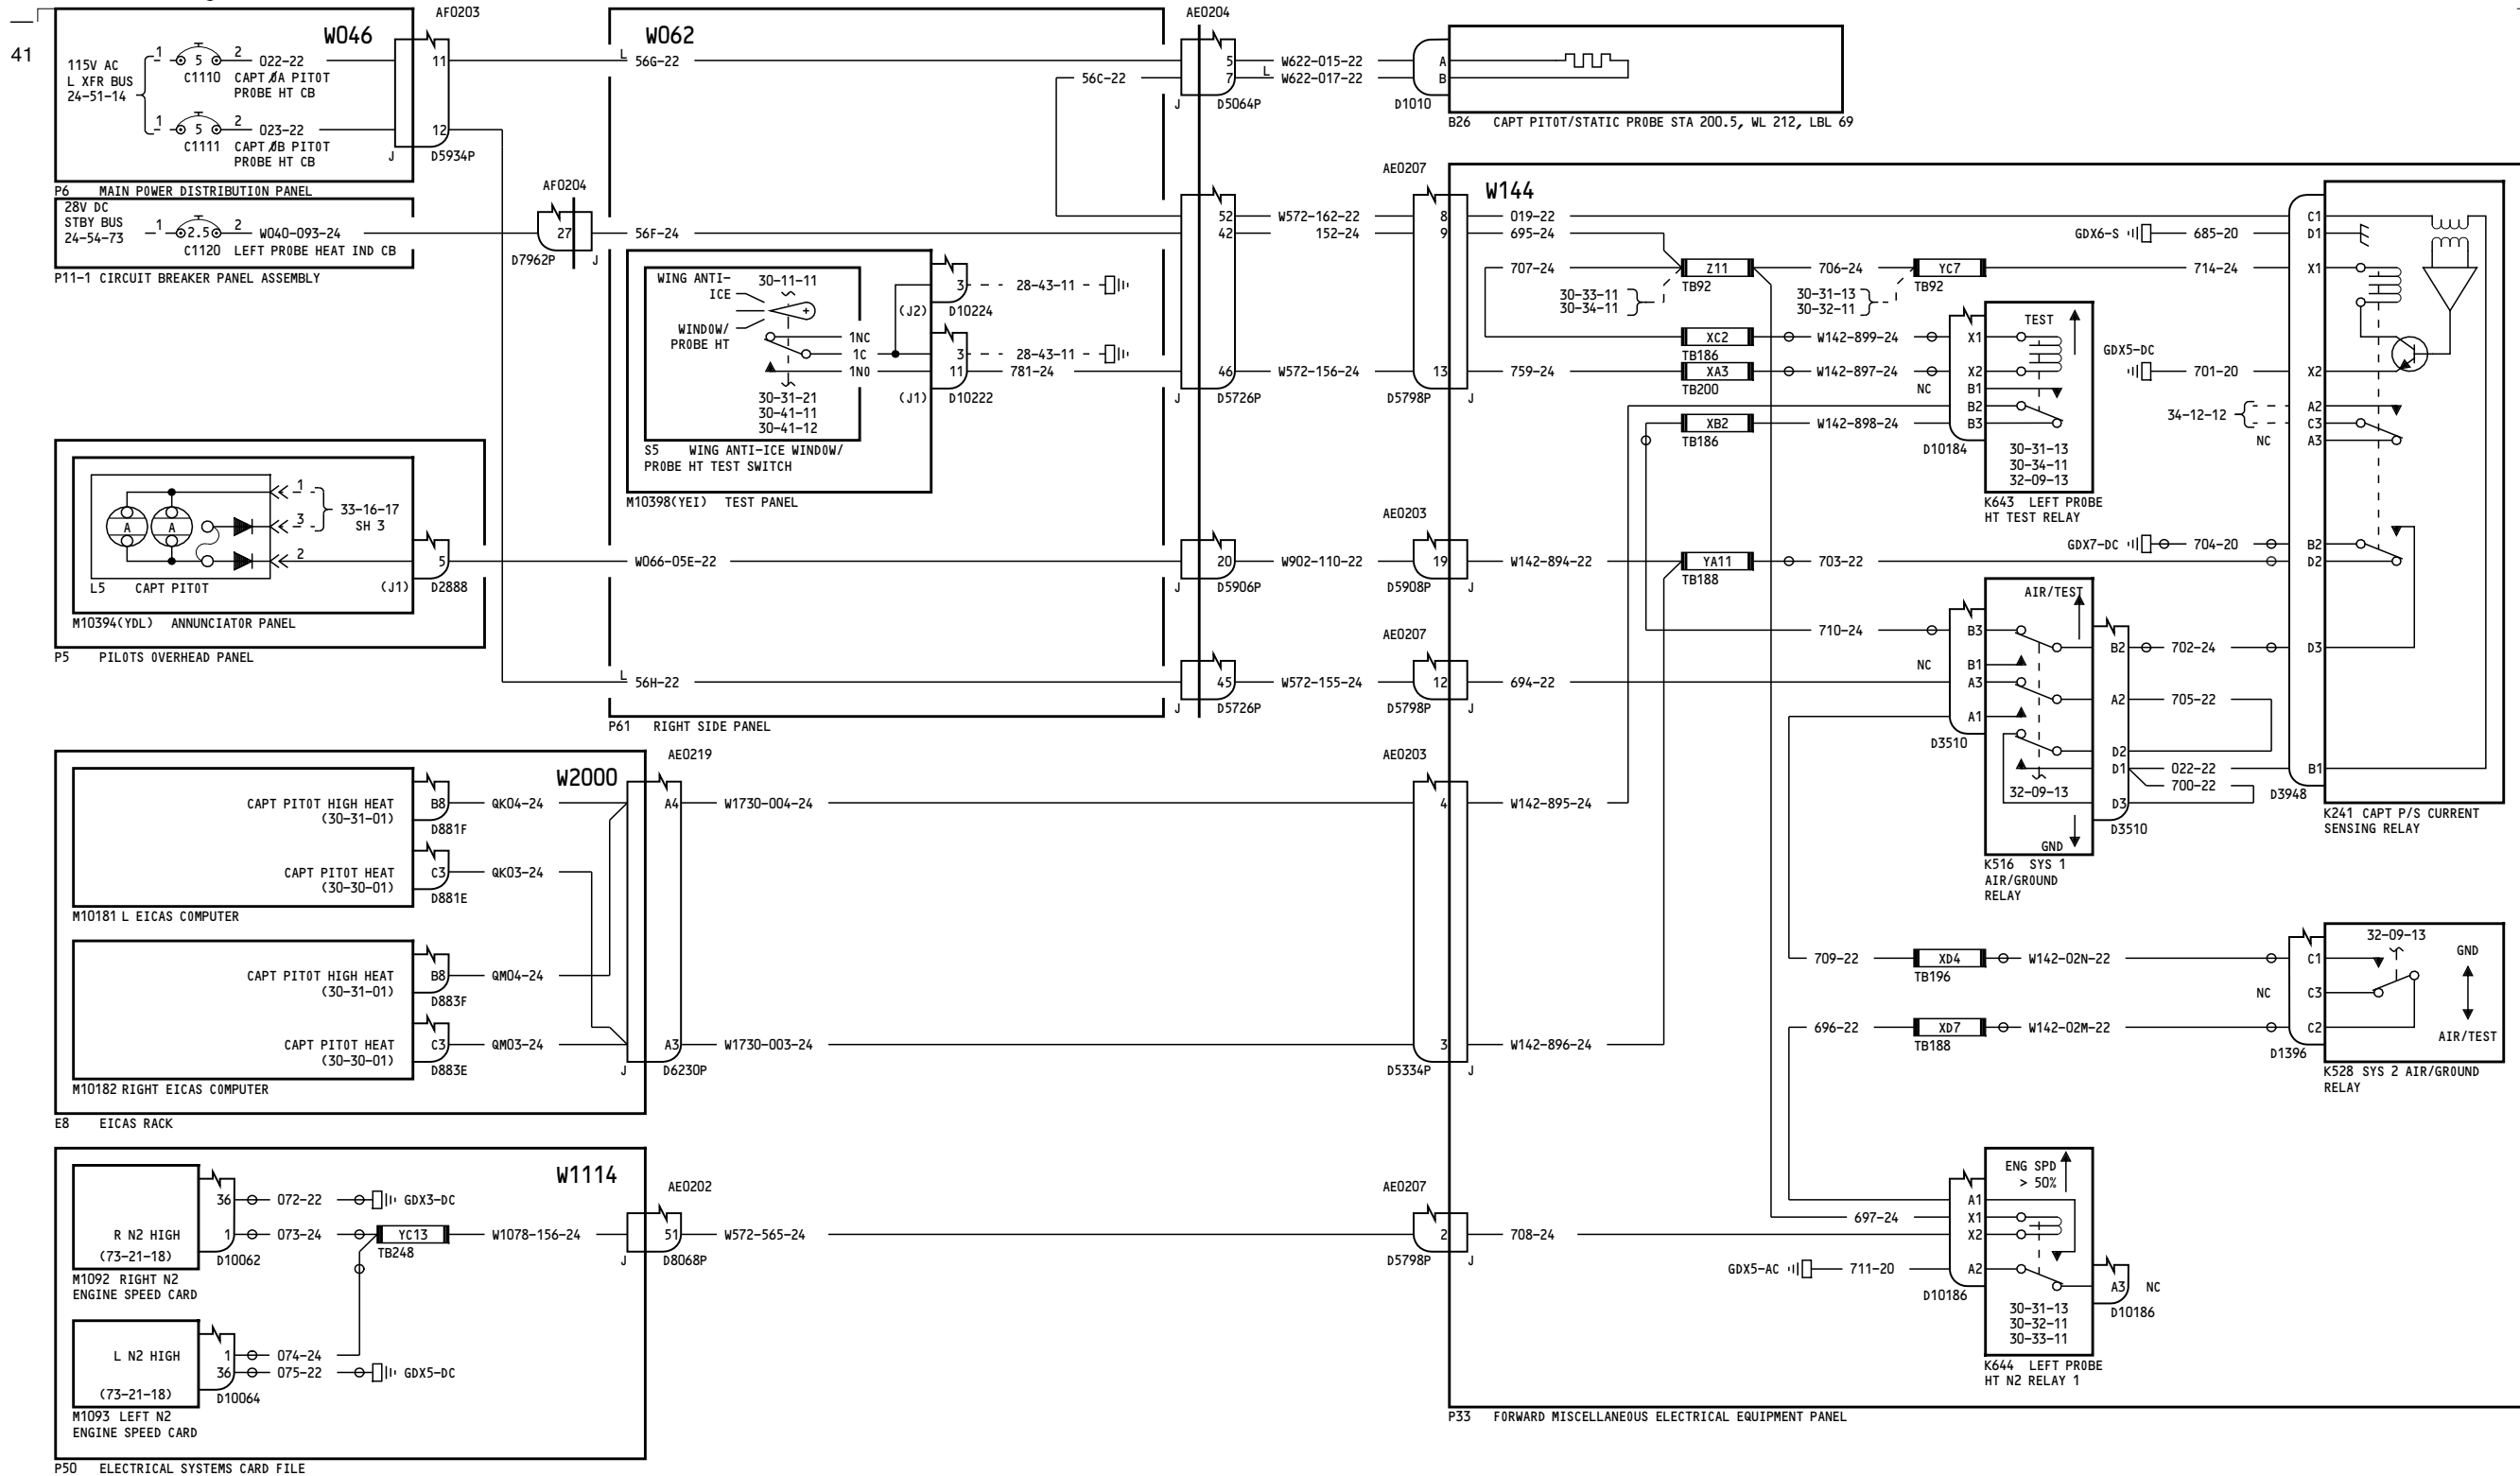 41
W046
AF0203
115V AC
L XFR BUS
24-51-14
1
5
2
022-22
11
C1110
CAPT ØA PITOT
PROBE HT CB
1
5
2
023-22
12
C1111
CAPT ØB PITOT
PROBE HT CB
J
D5934P
P6 MAIN POWER DISTRIBUTION PANEL
28V DC
STBY BUS
24-54-73
1
2.5
2
W040-093-24
C1120 LEFT PROBE HEAT IND CB
P11-1 CIRCUIT BREAKER PANEL ASSEMBLY
AF0204
27
D7962P
J
W062
L
56G-22
56C-22
56F-24
AE0204
5
7
J
D5064P
W622-015-22
L
W622-017-22
A
B
D1010
B26 CAPT PITOT/STATIC PROBE STA 200.5, WL 212, LBL 69
WING ANTI-
ICE
30-11-11
+
WINDOW/
PROBE HT
1NC
1C
1NO
30-31-21
30-41-11
30-41-12
S5 WING ANTI-ICE WINDOW/
PROBE HT TEST SWITCH
M10398(YEI) TEST PANEL
3
(J2)
D10224
28-43-11
3
28-43-11
11
781-24
(J1)
D10222
52
42
46
J
D5726P
W572-162-22
152-24
W572-156-24
AE0207
8
9
13
D5798P
J
W144
019-22
695-24
707-24
Z11
TB92
706-24
YC7
TB92
714-24
30-33-11
30-34-11
30-31-13
30-32-11
GDX6-S
685-20
XC2
TB186
W142-899-24
759-24
XA3
TB200
W142-897-24
XB2
TB186
W142-898-24
NC
X1
X2
B1
B2
B3
D10184
TEST
30-31-13
30-34-11
32-09-13
K643 LEFT PROBE
HT TEST RELAY
GDX5-DC
701-20
34-12-12
NC
C1
D1
X1
X2
A2
C3
A3
B2
D2
D3
B1
D3948
K241 CAPT P/S CURRENT
SENSING RELAY
A
A
1
3
2
33-16-17
SH 3
L5 CAPT PITOT
(J1)
5
D2888
M10394(YDL) ANNUNCIATOR PANEL
P5 PILOTS OVERHEAD PANEL
W066-05E-22
20
J
D5906P
W902-110-22
AE0203
19
D5908P
J
W142-894-22
YA11
TB188
703-22
GDX7-DC
704-20
L
56H-22
45
J
D5726P
P61 RIGHT SIDE PANEL
W572-155-24
AE0207
12
D5798P
J
694-22
710-24
NC
B3
B1
A3
A1
D3510
AIR/TEST
32-09-13
GND
B2
A2
D2
D1
D3
D3510
702-24
705-22
022-22
700-22
K516 SYS 1
AIR/GROUND
RELAY
W2000
AE0219
CAPT PITOT HIGH HEAT
(30-31-01)
B8
QK04-24
D881F
CAPT PITOT HEAT
(30-30-01)
C3
QK03-24
D881E
M10181 L EICAS COMPUTER
CAPT PITOT HIGH HEAT
(30-31-01)
B8
QM04-24
D883F
CAPT PITOT HEAT
(30-30-01)
C3
QM03-24
D883E
M10182 RIGHT EICAS COMPUTER
E8 EICAS RACK
A4
A3
J
D6230P
W1730-004-24
W1730-003-24
AE0203
4
3
D5334P
J
W142-895-24
W142-896-24
709-22
XD4
TB196
W142-02N-22
696-22
XD7
TB188
W142-02M-22
NC
C1
C3
C2
D1396
32-09-13
GND
AIR/TEST
K528 SYS 2 AIR/GROUND
RELAY
W1114
36
072-22
GDX3-DC
R N2 HIGH
(73-21-18)
1
073-24
D10062
YC13
TB248
W1078-156-24
M1092 RIGHT N2
ENGINE SPEED CARD
L N2 HIGH
(73-21-18)
1
074-24
36
075-22
GDX5-DC
D10064
M1093 LEFT N2
ENGINE SPEED CARD
P50 ELECTRICAL SYSTEMS CARD FILE
AE0202
51
J
D8068P
W572-565-24
AE0207
2
D5798P
J
708-24
697-24
GDX5-AC
711-20
A1
X1
X2
A2
D10186
ENG SPD
> 50%
30-31-13
30-32-11
30-33-11
A3
NC
D10186
K644 LEFT PROBE
HT N2 RELAY 1
P33 FORWARD MISCELLANEOUS ELECTRICAL EQUIPMENT PANEL